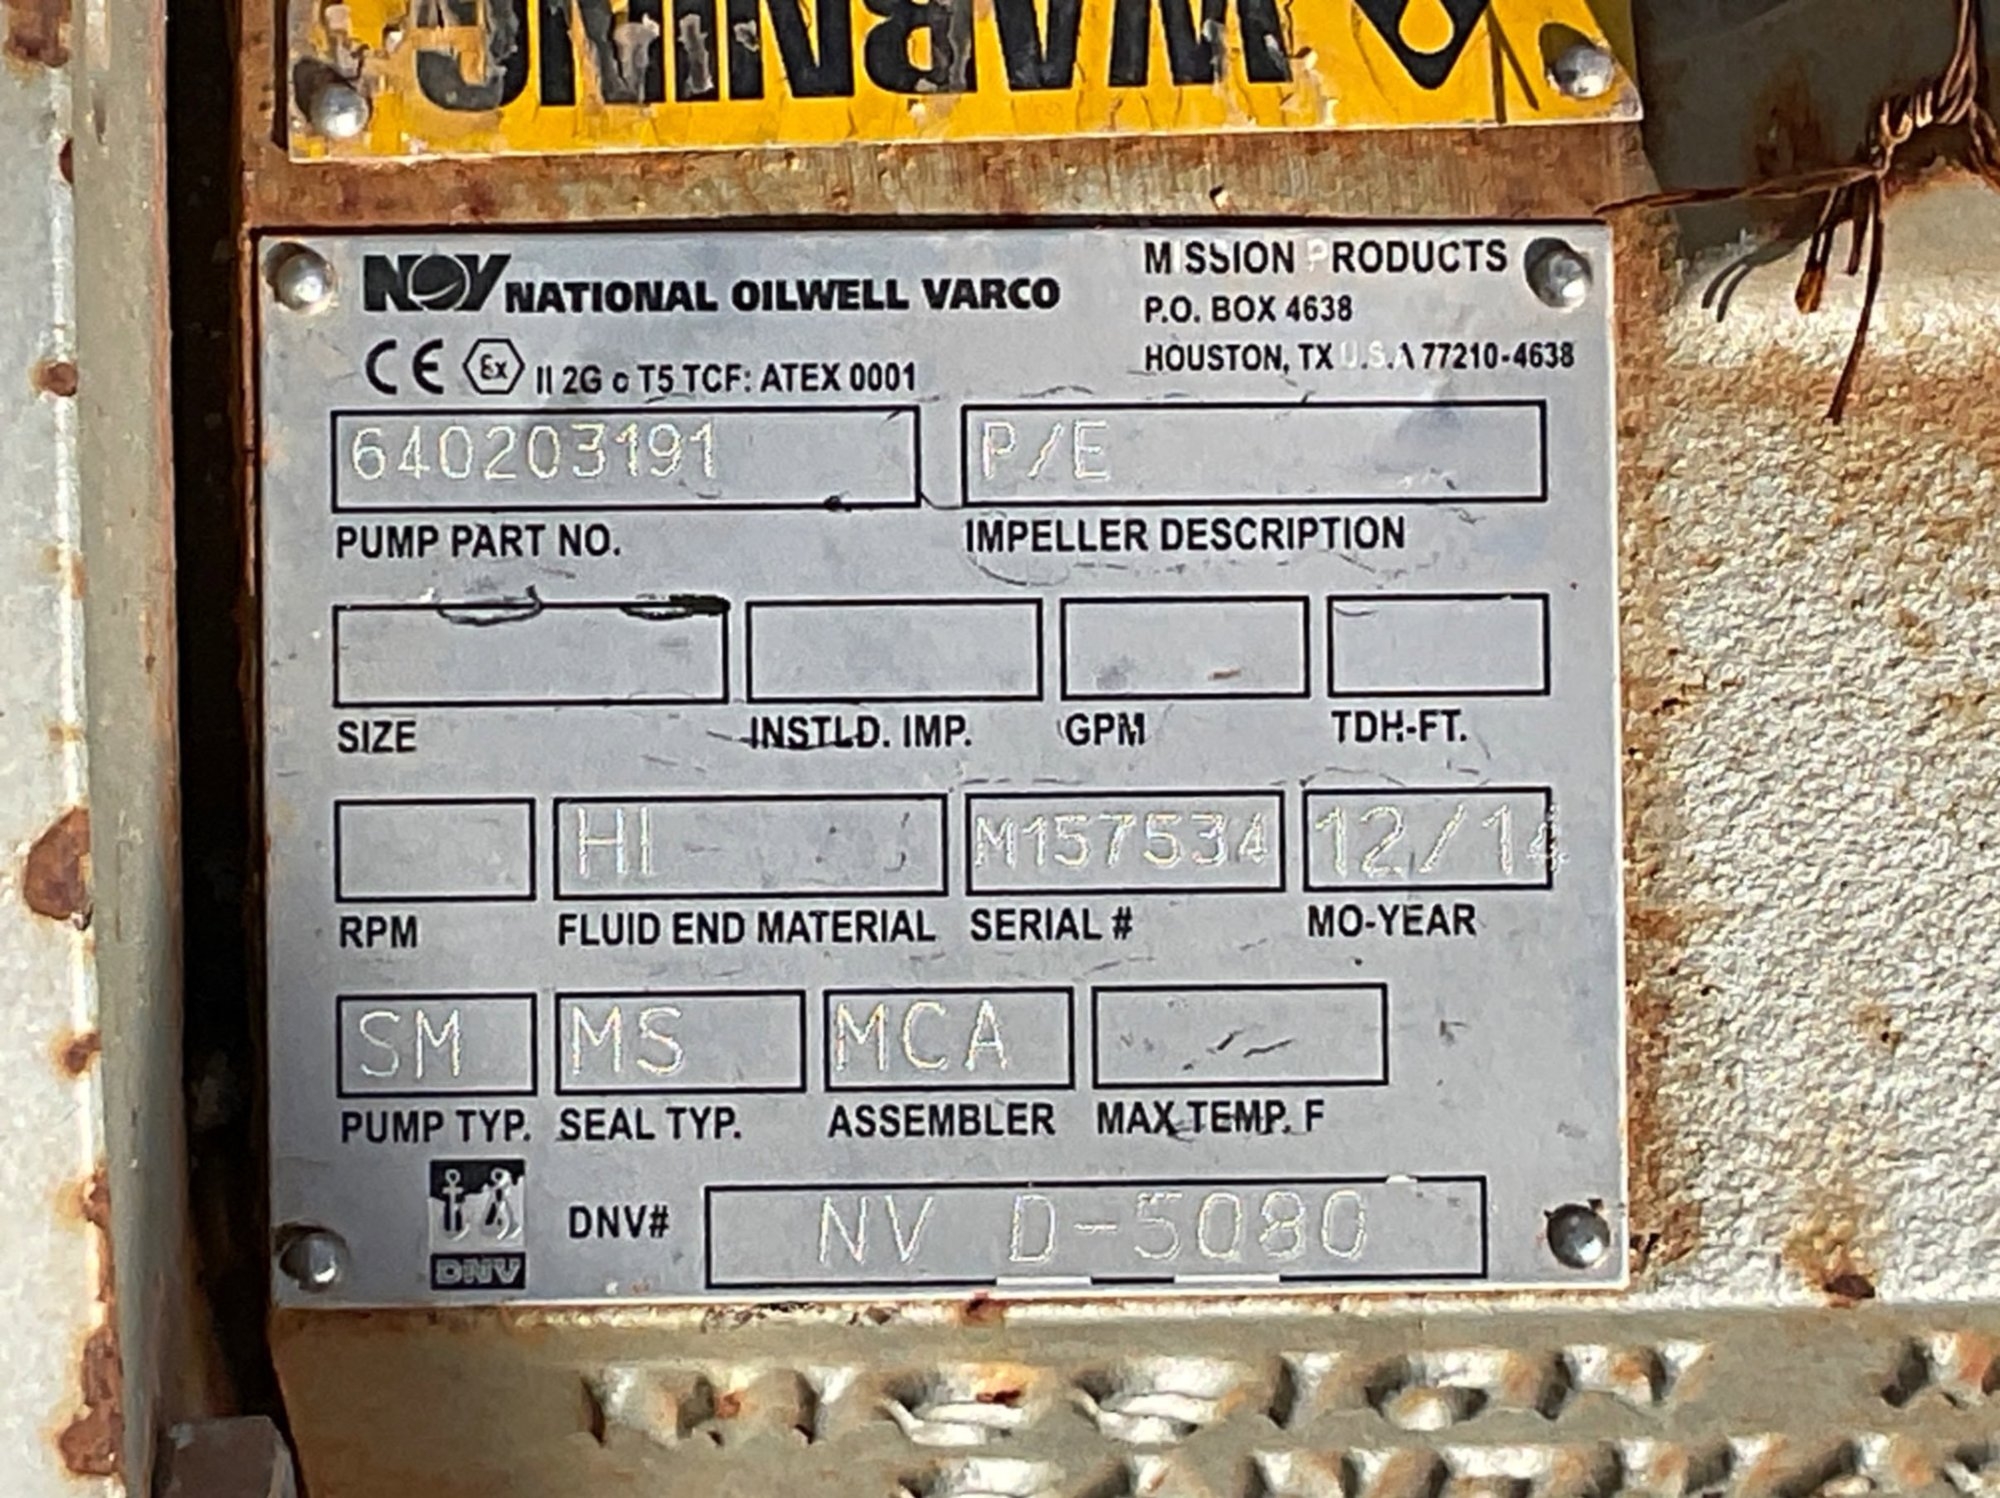 WARNING
NOV NATIONAL OILWELL VARCO
MISSION PRODUCTS
P.O. BOX 4638
HOUSTON, TX U.S.A 77210-4638
CE Ex II 2G c T5 TCF: ATEX 0001
640203191 P/E
PUMP PART NO. IMPELLER DESCRIPTION
SIZE INSTLD. IMP. GPM TDH-FT.
HI M157534 12/14
RPM FLUID END MATERIAL SERIAL # MO-YEAR
SM MS MCA
PUMP TYP. SEAL TYP. ASSEMBLER MAX TEMP. F
DNV# NV D-5080
DNV